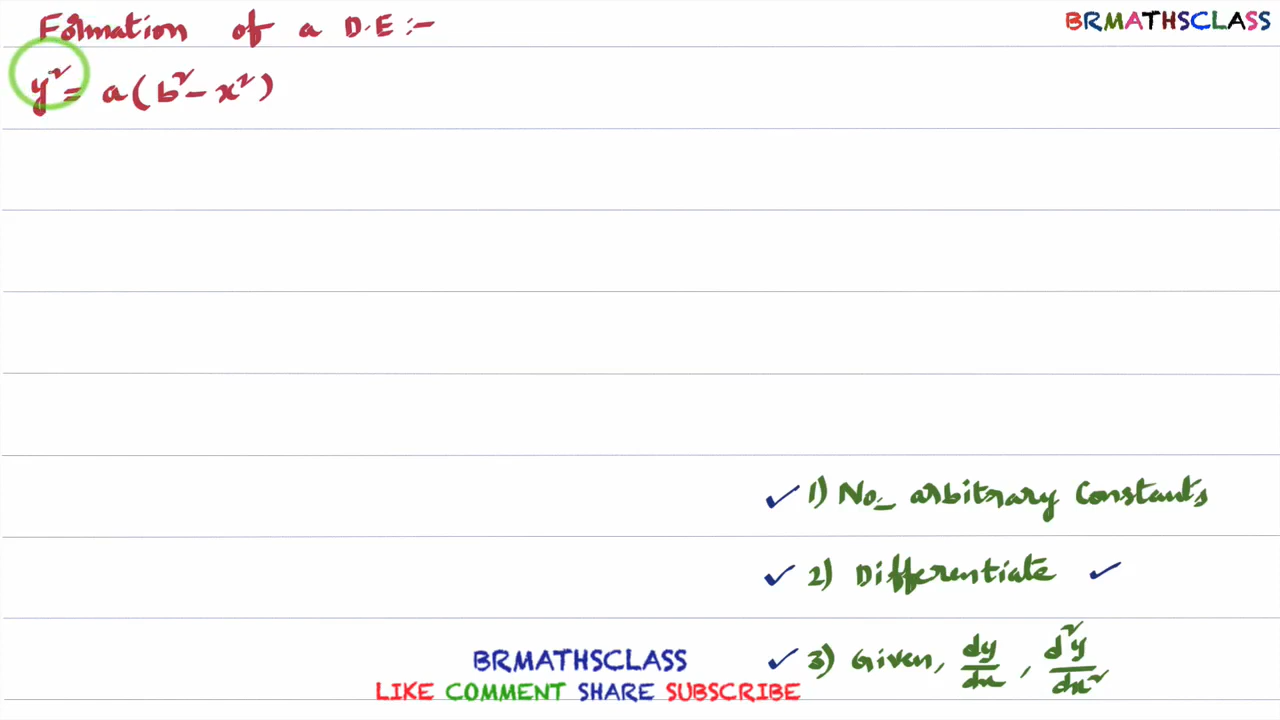 Formation of a D.E :-
BRMATHSCLASS
y² = a(b² - x²)
✓ 1) No_ arbitrary Constants
✓ 2) Differentiate ✓
✓ 3) Given, dy/dx , d²y/dx²
BRMATHSCLASS
LIKE COMMENT SHARE SUBSCRIBE